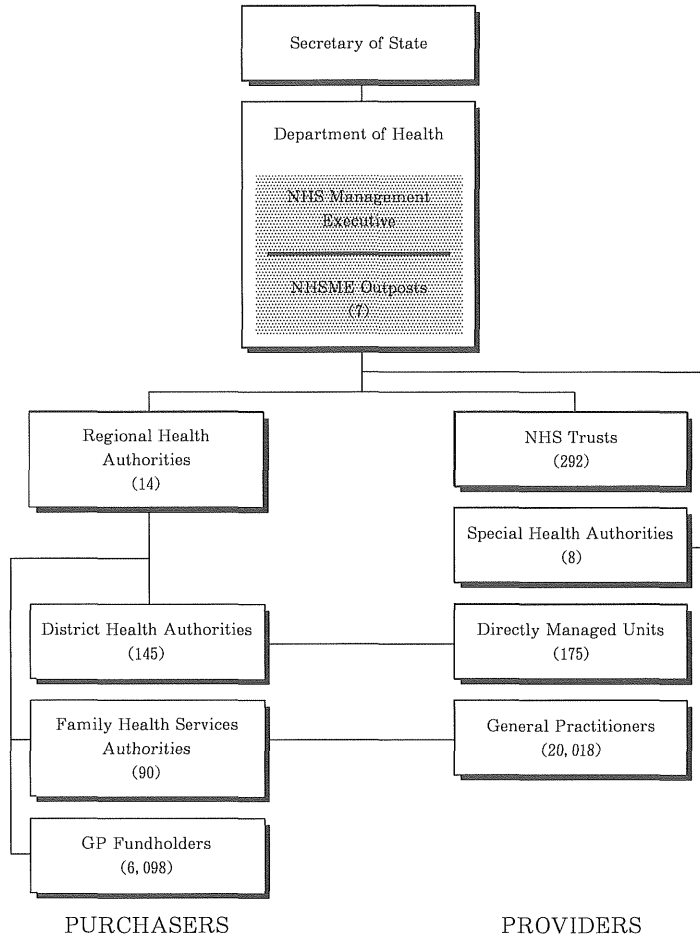 Secretary of State
Department of Health
NHS Management
Executive
NHSME Outposts
(7)
Regional Health
Authorities
(14)
NHS Trusts
(292)
Special Health Authorities
(8)
District Health Authorities
(145)
Directly Managed Units
(175)
Family Health Services
Authorities
(90)
General Practitioners
(20,018)
GP Fundholders
(6,098)
PURCHASERS
PROVIDERS